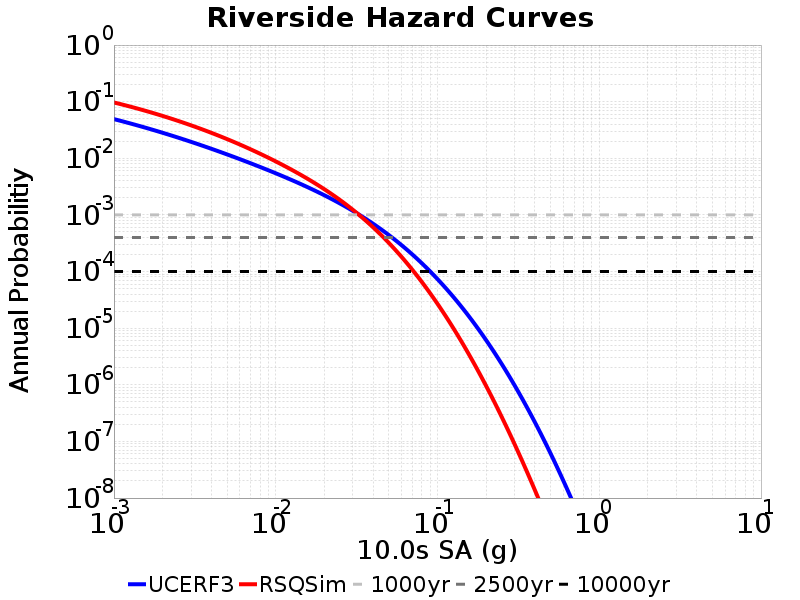 Riverside Hazard Curves
Annual Probabilitiy
10^0
10^-1
10^-2
10^-3
10^-4
10^-5
10^-6
10^-7
10^-8
10^-3 10^-2 10^-1 10^0 10^1
10.0s SA (g)
UCERF3 RSQSim 1000yr 2500yr 10000yr